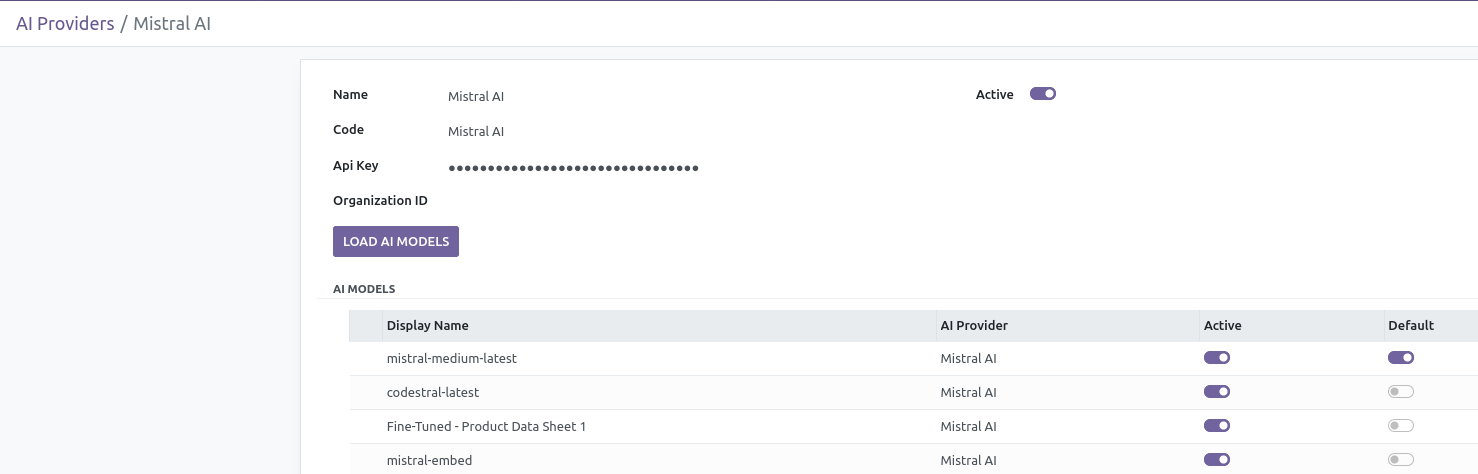 AI Providers / Mistral AI
Name Mistral AI Active
Code Mistral AI
Api Key ••••••••••••••••••••••••••••••••
Organization ID
LOAD AI MODELS
AI MODELS
Display Name AI Provider Active Default
mistral-medium-latest Mistral AI
codestral-latest Mistral AI
Fine-Tuned - Product Data Sheet 1 Mistral AI
mistral-embed Mistral AI